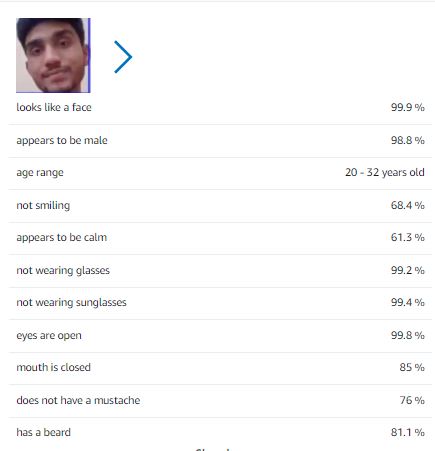 looks like a face 99.9 %
appears to be male 98.8 %
age range 20 - 32 years old
not smiling 68.4 %
appears to be calm 61.3 %
not wearing glasses 99.2 %
not wearing sunglasses 99.4 %
eyes are open 99.8 %
mouth is closed 85 %
does not have a mustache 76 %
has a beard 81.1 %